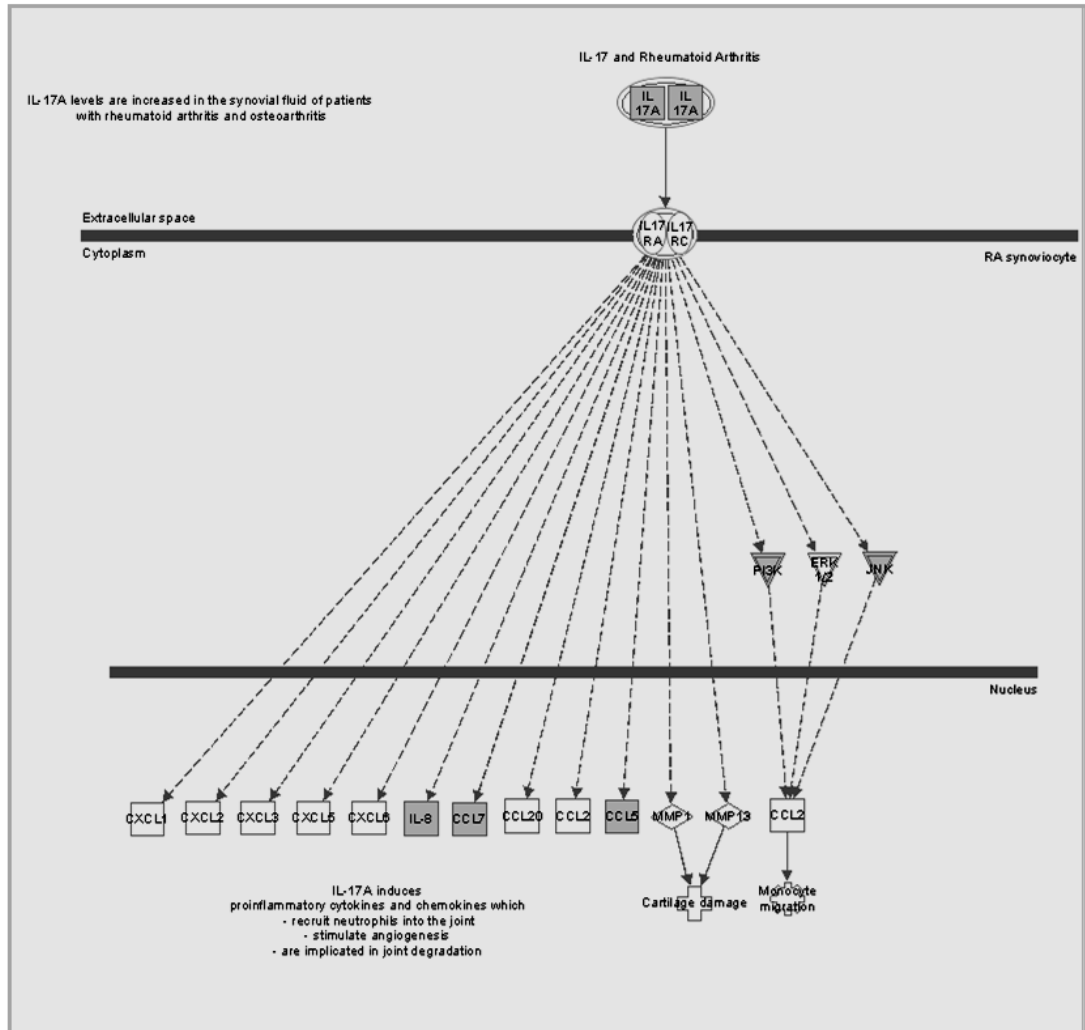 IL-17 and Rheumatoid Arthritis
IL-17A levels are increased in the synovial fluid of patients
with rheumatoid arthritis and osteoarthritis
IL
17A
IL
17A
Extracellular space
IL17
RA
IL17
RC
Cytoplasm
RA synoviocyte
PI3K
ERK
1/2
JNK
Nucleus
CXCL1
CXCL2
CXCL3
CXCL5
CXCL6
IL-8
CCL7
CCL20
CCL2
CCL5
MMP1
MMP13
CCL2
Cartilage damage
Monocyte
migration
IL-17A induces
proinflammatory cytokines and chemokines which
- recruit neutrophils into the joint
- stimulate angiogenesis
- are implicated in joint degradation